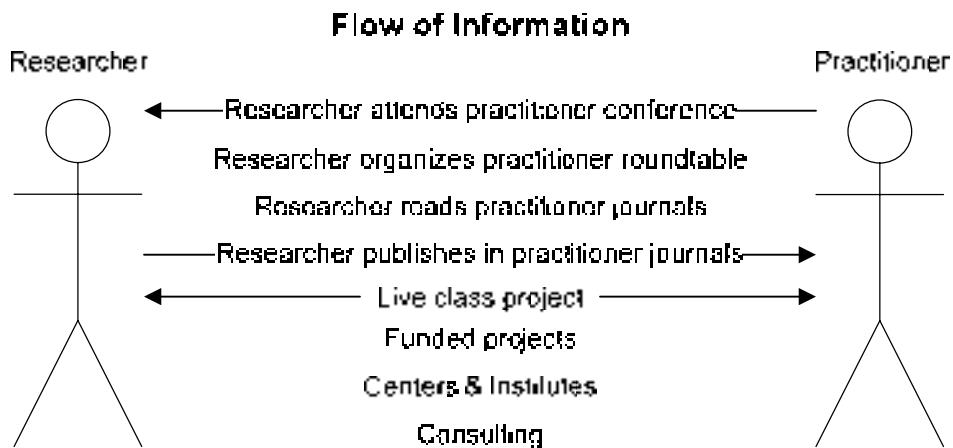 Flow of Information
Researcher
Practitioner
Researcher attends practitioner conference
Researcher organizes practitioner roundtable
Researcher reads practitioner journals
Researcher publishes in practitioner journals
Live class project
Funded projects
Centers & Institutes
Consulting